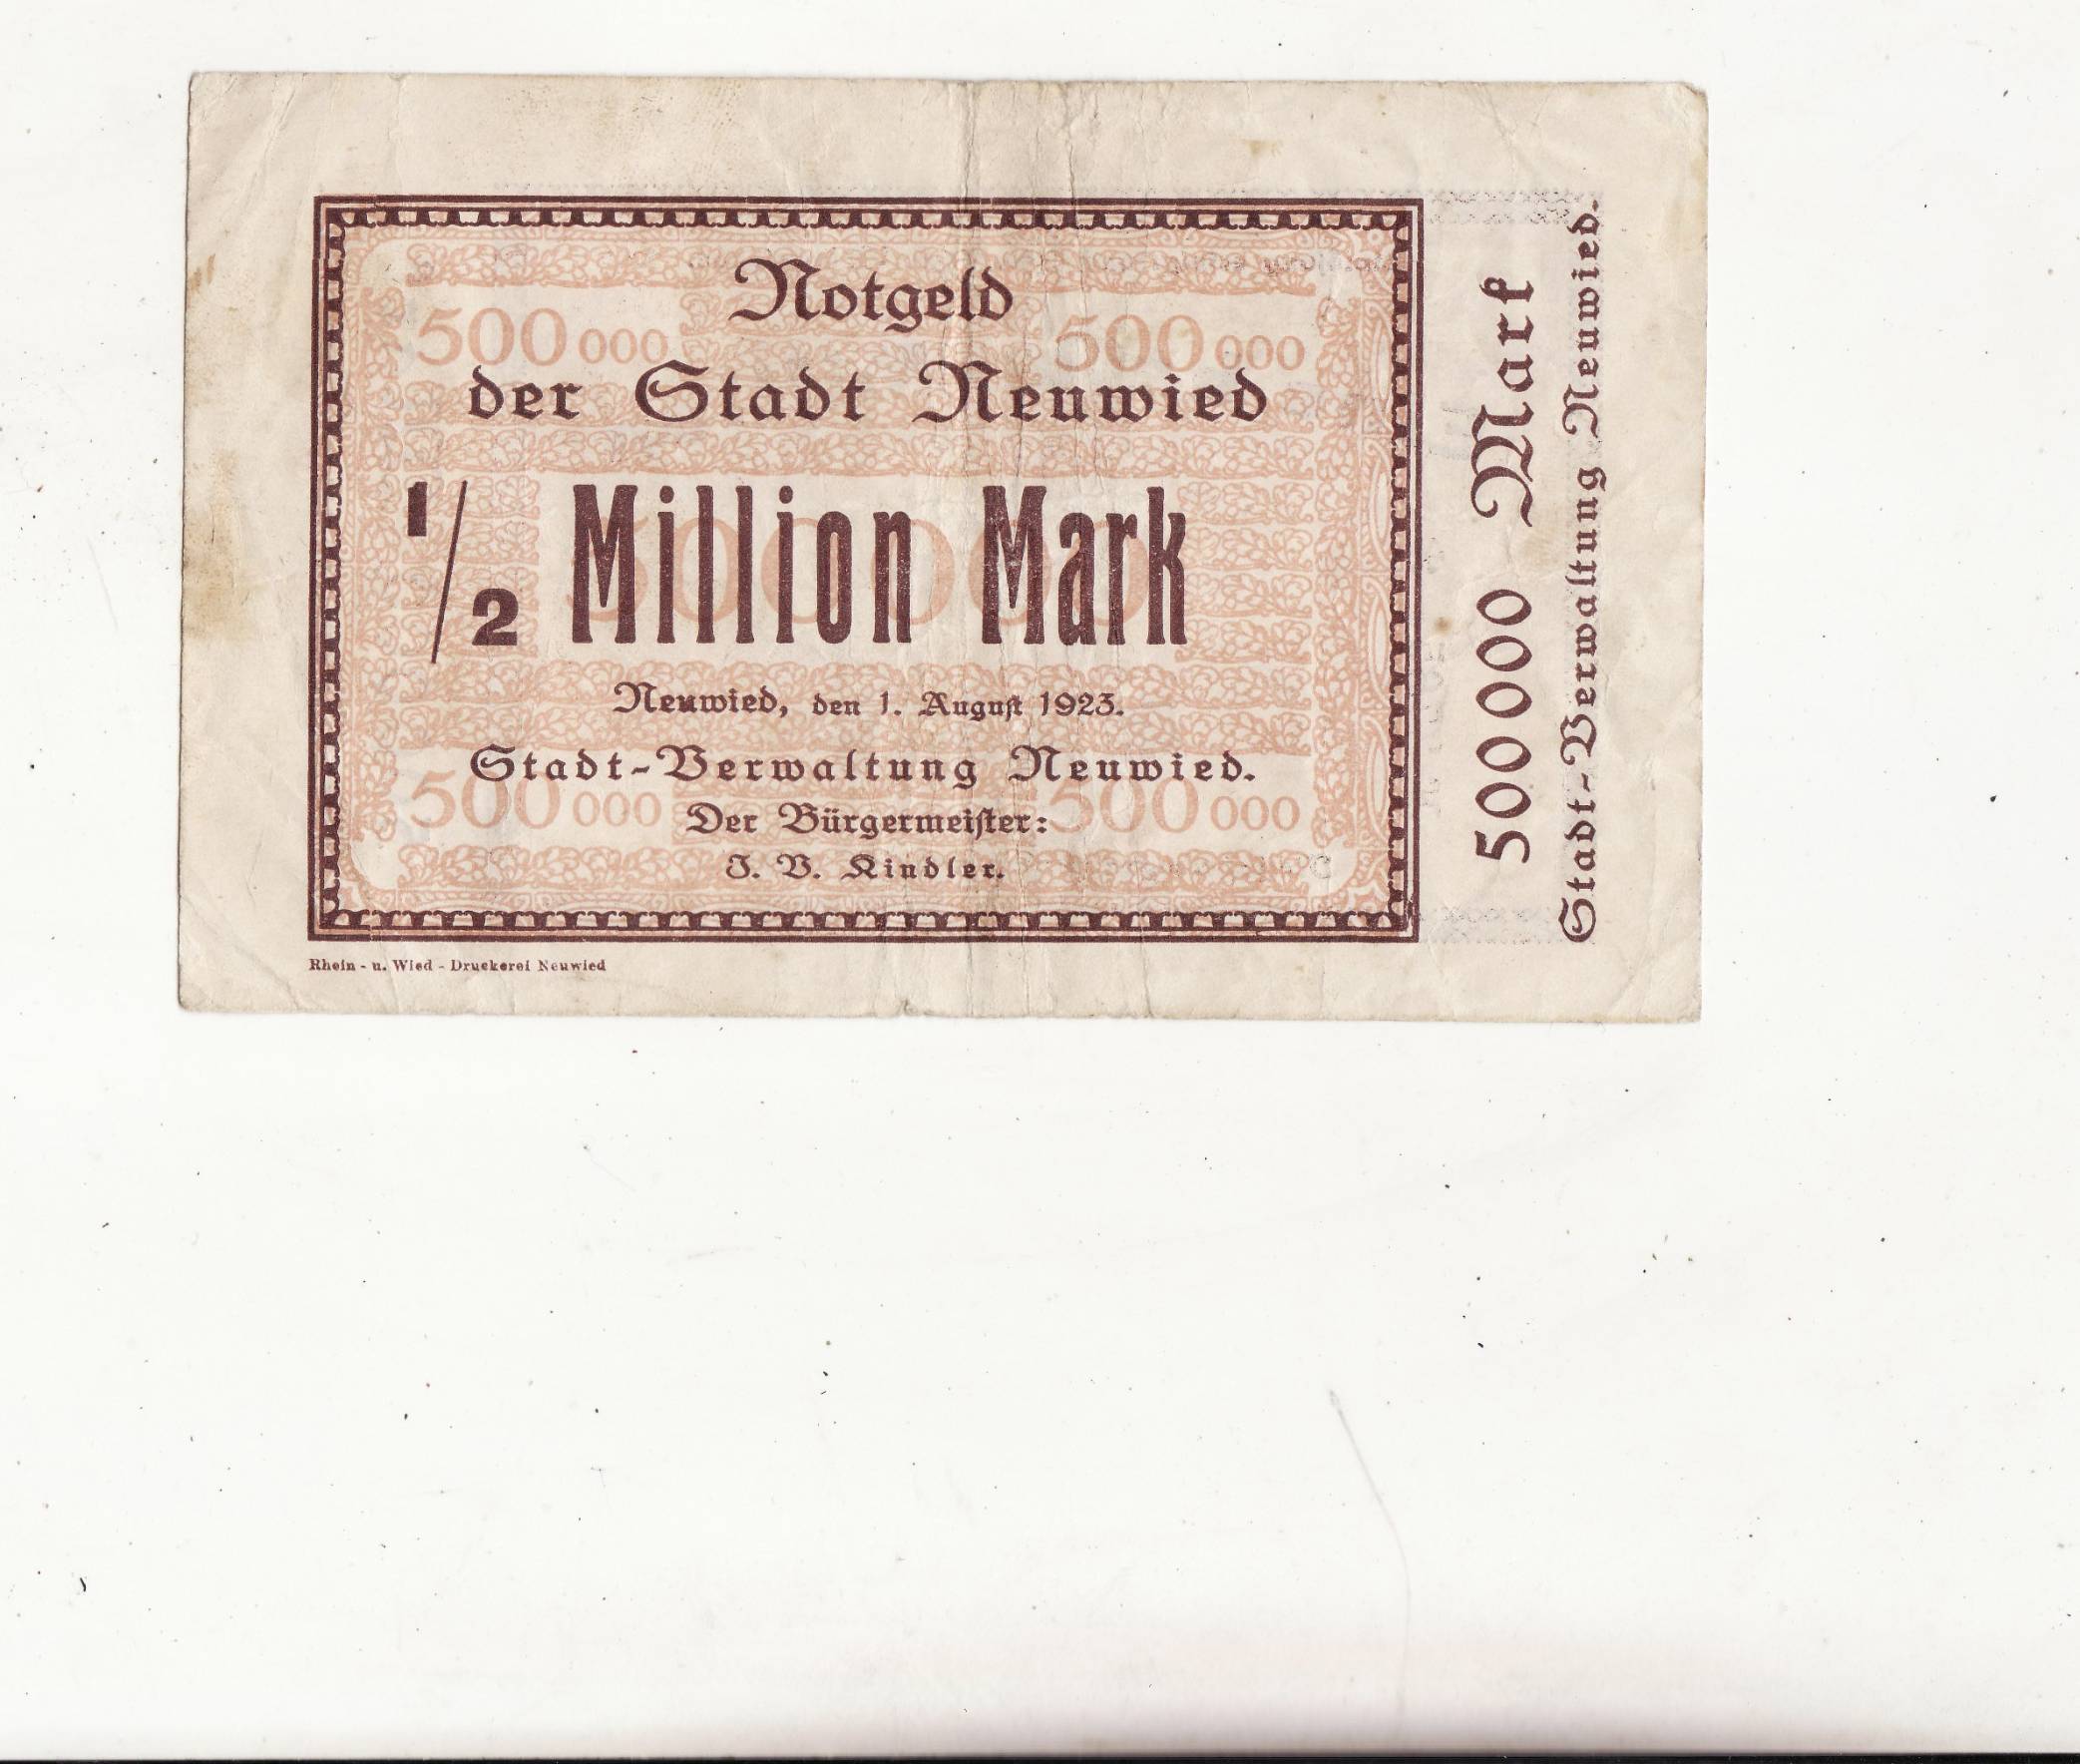 Notgeld
500 000 500 000
der Stadt Neuwied
1/2 Million Mark
500000
Neuwied, den 1. August 1923.
Stadt-Verwaltung Neuwied.
500 000 500 000
Der Bürgermeister:
J. V. Kindler.
Rhein- u. Wied-Druckerei Neuwied
500000 Mark
Stadt-Verwaltung Neuwied.